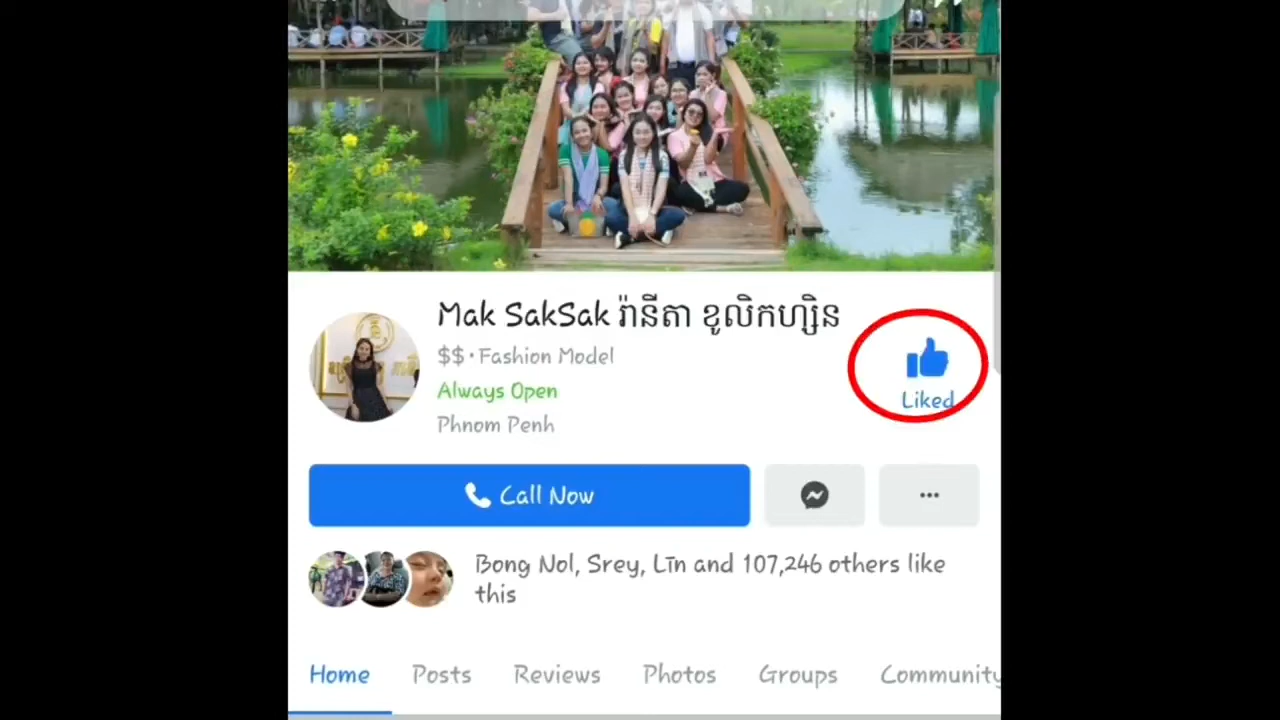 Mak SakSak រ៉ានីតា ខូលិកហ្សិន
$$ · Fashion Model
Always Open
Phnom Penh
Liked
Call Now
Bong Nol, Srey, Līn and 107,246 others like
this
Home Posts Reviews Photos Groups Community